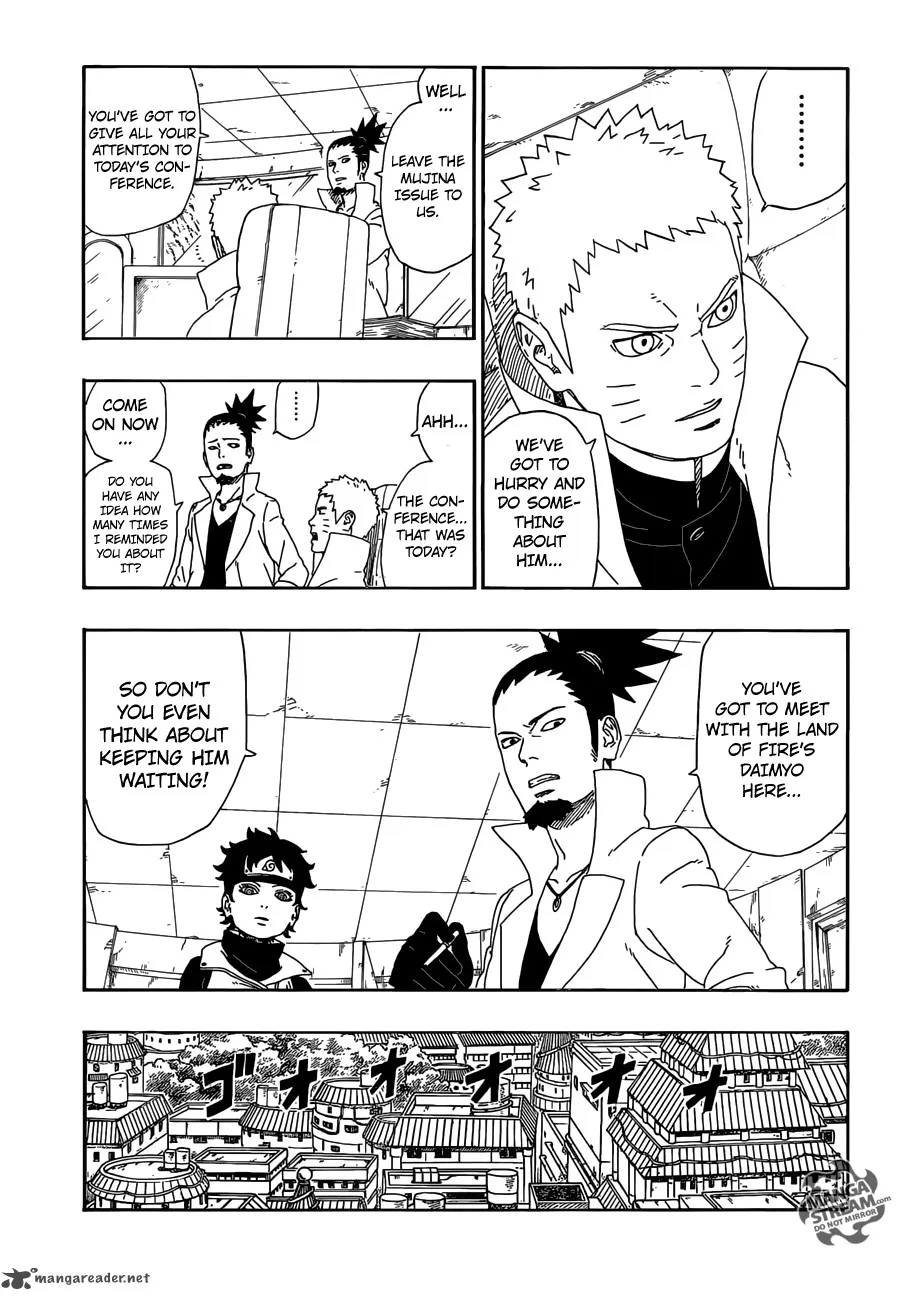 .........
WE'VE
GOT TO
HURRY
AND DO
SOME-
THING
ABOUT
HIM...
WELL
...
LEAVE THE
MUJINA
ISSUE TO
US.
YOU'VE GOT TO
GIVE ALL YOUR
ATTENTION TO
TODAY'S CON-
FERENCE.
AHH...
THE CON-
FERENCE...
THAT WAS
TODAY?
.....
COME
ON NOW
...
DO YOU
HAVE ANY
IDEA HOW
MANY TIMES
I REMINDED
YOU ABOUT
IT?
YOU'VE
GOT TO MEET
WITH THE LAND
OF FIRE'S
DAIMYO
HERE...
SO DON'T
YOU EVEN
THINK ABOUT
KEEPING HIM
WAITING!
ゴオオオオオ
MANGA
STREAM.com
DO NOT MIRROR
mangareader.net